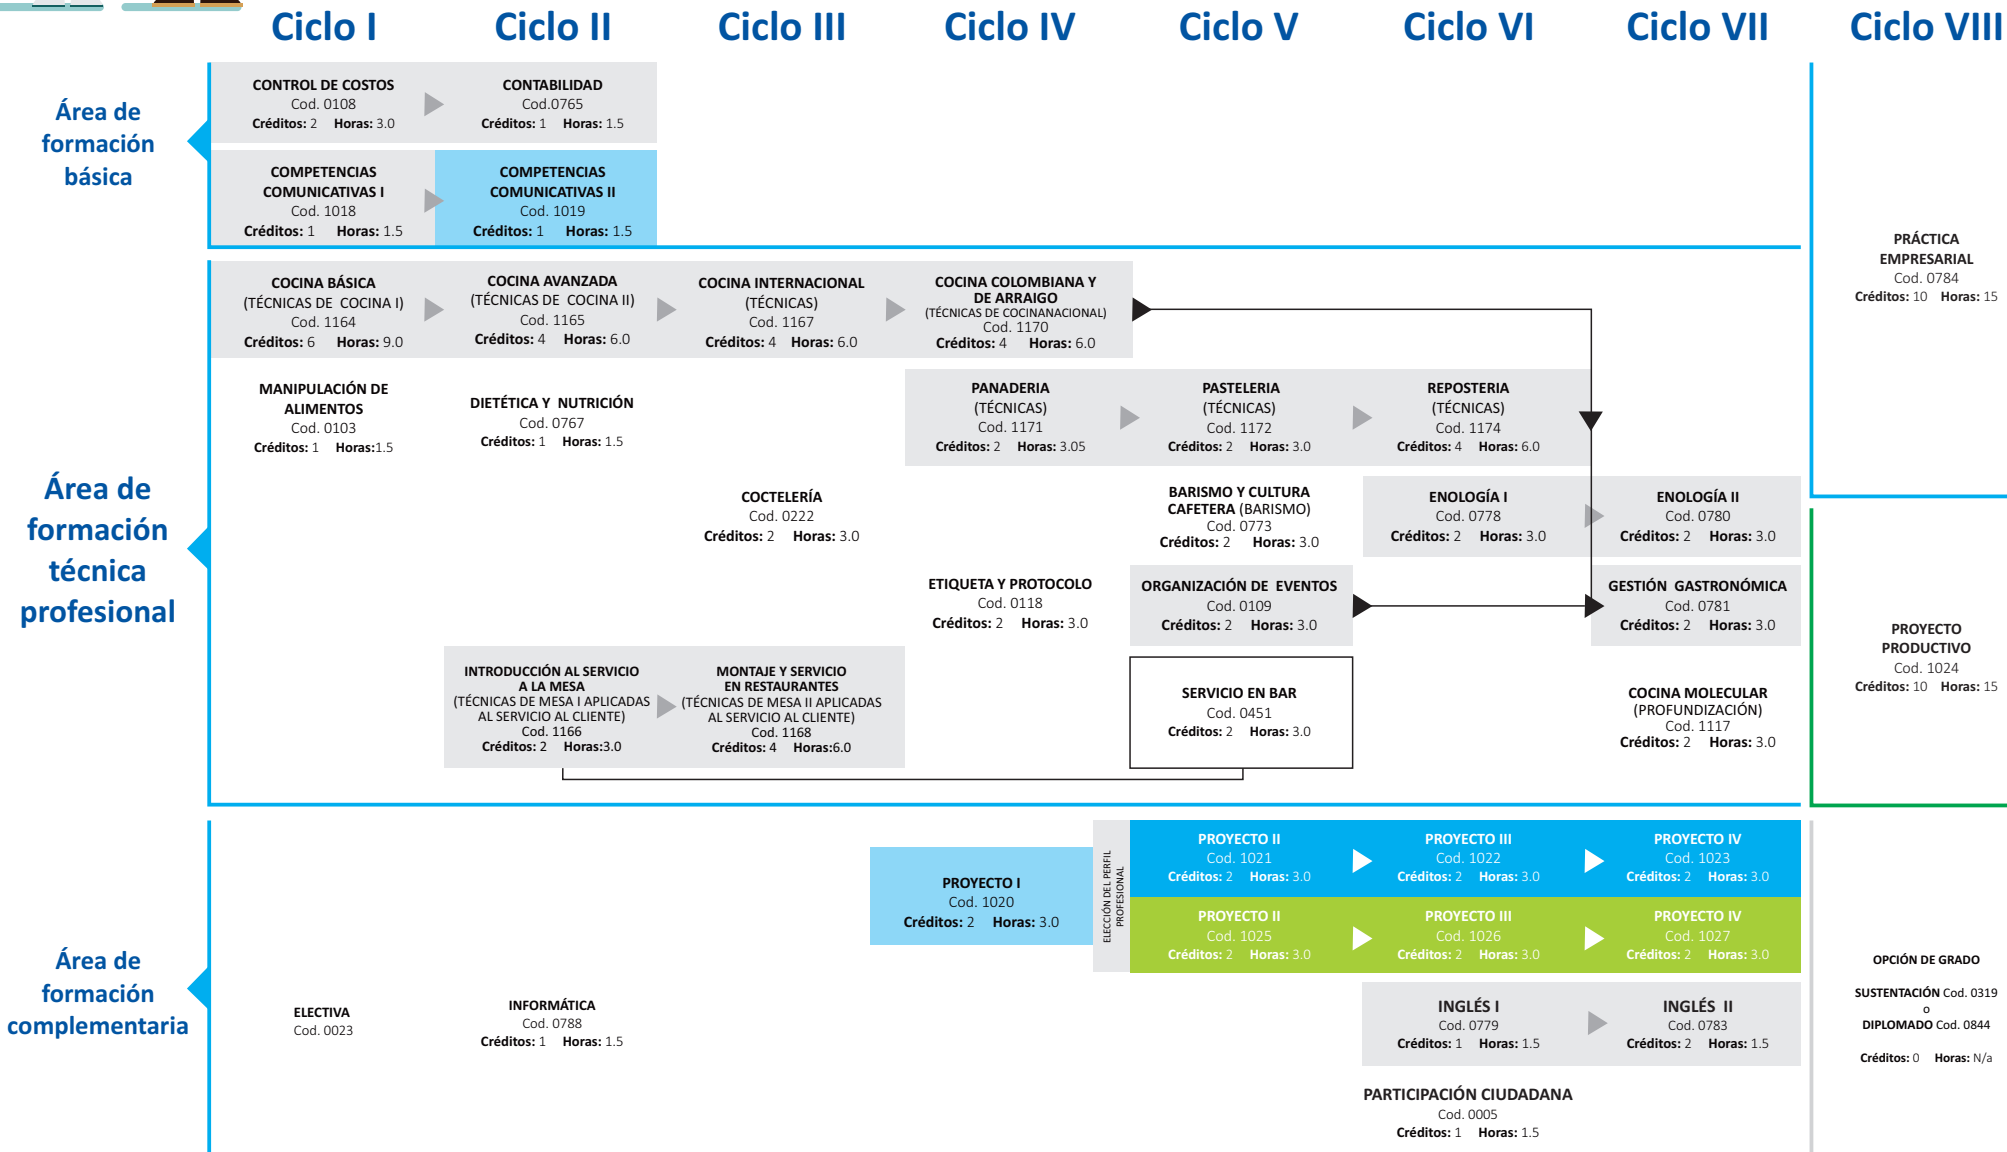 Ciclo I
Ciclo II
Ciclo III
Ciclo IV
Ciclo V
Ciclo VI
Ciclo VII
Ciclo VIII
Área de
formación
básica
CONTROL DE COSTOS
Cod. 0108
Créditos: 2 Horas: 3.0
CONTABILIDAD
Cod.0765
Créditos: 1 Horas: 1.5
COMPETENCIAS
COMUNICATIVAS I
Cod. 1018
Créditos: 1 Horas: 1.5
COMPETENCIAS
COMUNICATIVAS II
Cod. 1019
Créditos: 1 Horas: 1.5
PRÁCTICA
EMPRESARIAL
Cod. 0784
Créditos: 10 Horas: 15
Área de
formación
técnica
profesional
COCINA BÁSICA
(TÉCNICAS DE COCINA I)
Cod. 1164
Créditos: 6 Horas: 9.0
COCINA AVANZADA
(TÉCNICAS DE COCINA II)
Cod. 1165
Créditos: 4 Horas: 6.0
COCINA INTERNACIONAL
(TÉCNICAS)
Cod. 1167
Créditos: 4 Horas: 6.0
COCINA COLOMBIANA Y
DE ARRAIGO
(TÉCNICAS DE COCINANACIONAL)
Cod. 1170
Créditos: 4 Horas: 6.0
MANIPULACIÓN DE
ALIMENTOS
Cod. 0103
Créditos: 1 Horas:1.5
DIETÉTICA Y NUTRICIÓN
Cod. 0767
Créditos: 1 Horas: 1.5
PANADERIA
(TÉCNICAS)
Cod. 1171
Créditos: 2 Horas: 3.05
PASTELERIA
(TÉCNICAS)
Cod. 1172
Créditos: 2 Horas: 3.0
REPOSTERIA
(TÉCNICAS)
Cod. 1174
Créditos: 4 Horas: 6.0
COCTELERÍA
Cod. 0222
Créditos: 2 Horas: 3.0
BARISMO Y CULTURA
CAFETERA (BARISMO)
Cod. 0773
Créditos: 2 Horas: 3.0
ENOLOGÍA I
Cod. 0778
Créditos: 2 Horas: 3.0
ENOLOGÍA II
Cod. 0780
Créditos: 2 Horas: 3.0
ETIQUETA Y PROTOCOLO
Cod. 0118
Créditos: 2 Horas: 3.0
ORGANIZACIÓN DE EVENTOS
Cod. 0109
Créditos: 2 Horas: 3.0
GESTIÓN GASTRONÓMICA
Cod. 0781
Créditos: 2 Horas: 3.0
INTRODUCCIÓN AL SERVICIO
A LA MESA
(TÉCNICAS DE MESA I APLICADAS
AL SERVICIO AL CLIENTE)
Cod. 1166
Créditos: 2 Horas:3.0
MONTAJE Y SERVICIO
EN RESTAURANTES
(TÉCNICAS DE MESA II APLICADAS
AL SERVICIO AL CLIENTE)
Cod. 1168
Créditos: 4 Horas:6.0
SERVICIO EN BAR
Cod. 0451
Créditos: 2 Horas: 3.0
COCINA MOLECULAR
(PROFUNDIZACIÓN)
Cod. 1117
Créditos: 2 Horas: 3.0
PROYECTO
PRODUCTIVO
Cod. 1024
Créditos: 10 Horas: 15
Área de
formación
complementaria
PROYECTO I
Cod. 1020
Créditos: 2 Horas: 3.0
ELECCIÓN DEL PERFIL
PROFESIONAL
PROYECTO II
Cod. 1021
Créditos: 2 Horas: 3.0
PROYECTO III
Cod. 1022
Créditos: 2 Horas: 3.0
PROYECTO IV
Cod. 1023
Créditos: 2 Horas: 3.0
PROYECTO II
Cod. 1025
Créditos: 2 Horas: 3.0
PROYECTO III
Cod. 1026
Créditos: 2 Horas: 3.0
PROYECTO IV
Cod. 1027
Créditos: 2 Horas: 3.0
ELECTIVA
Cod. 0023
INFORMÁTICA
Cod. 0788
Créditos: 1 Horas: 1.5
INGLÉS I
Cod. 0779
Créditos: 1 Horas: 1.5
INGLÉS II
Cod. 0783
Créditos: 2 Horas: 1.5
PARTICIPACIÓN CIUDADANA
Cod. 0005
Créditos: 1 Horas: 1.5
OPCIÓN DE GRADO
SUSTENTACIÓN Cod. 0319
o
DIPLOMADO Cod. 0844
Créditos: 0 Horas: N/a